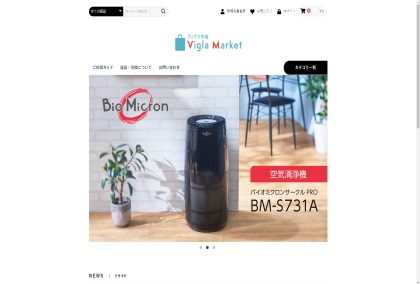 全ての商品
キーワードを入力
新規会員登録
お気に入り
ログイン
0
￥0
ヴィグラ市場
Vigla Market
ご利用ガイド
返品・交換について
お問い合わせ
カテゴリ一覧
Bio Micron
空気清浄機
バイオミクロンサークル PRO
BM-S731A
NEWS
新着情報